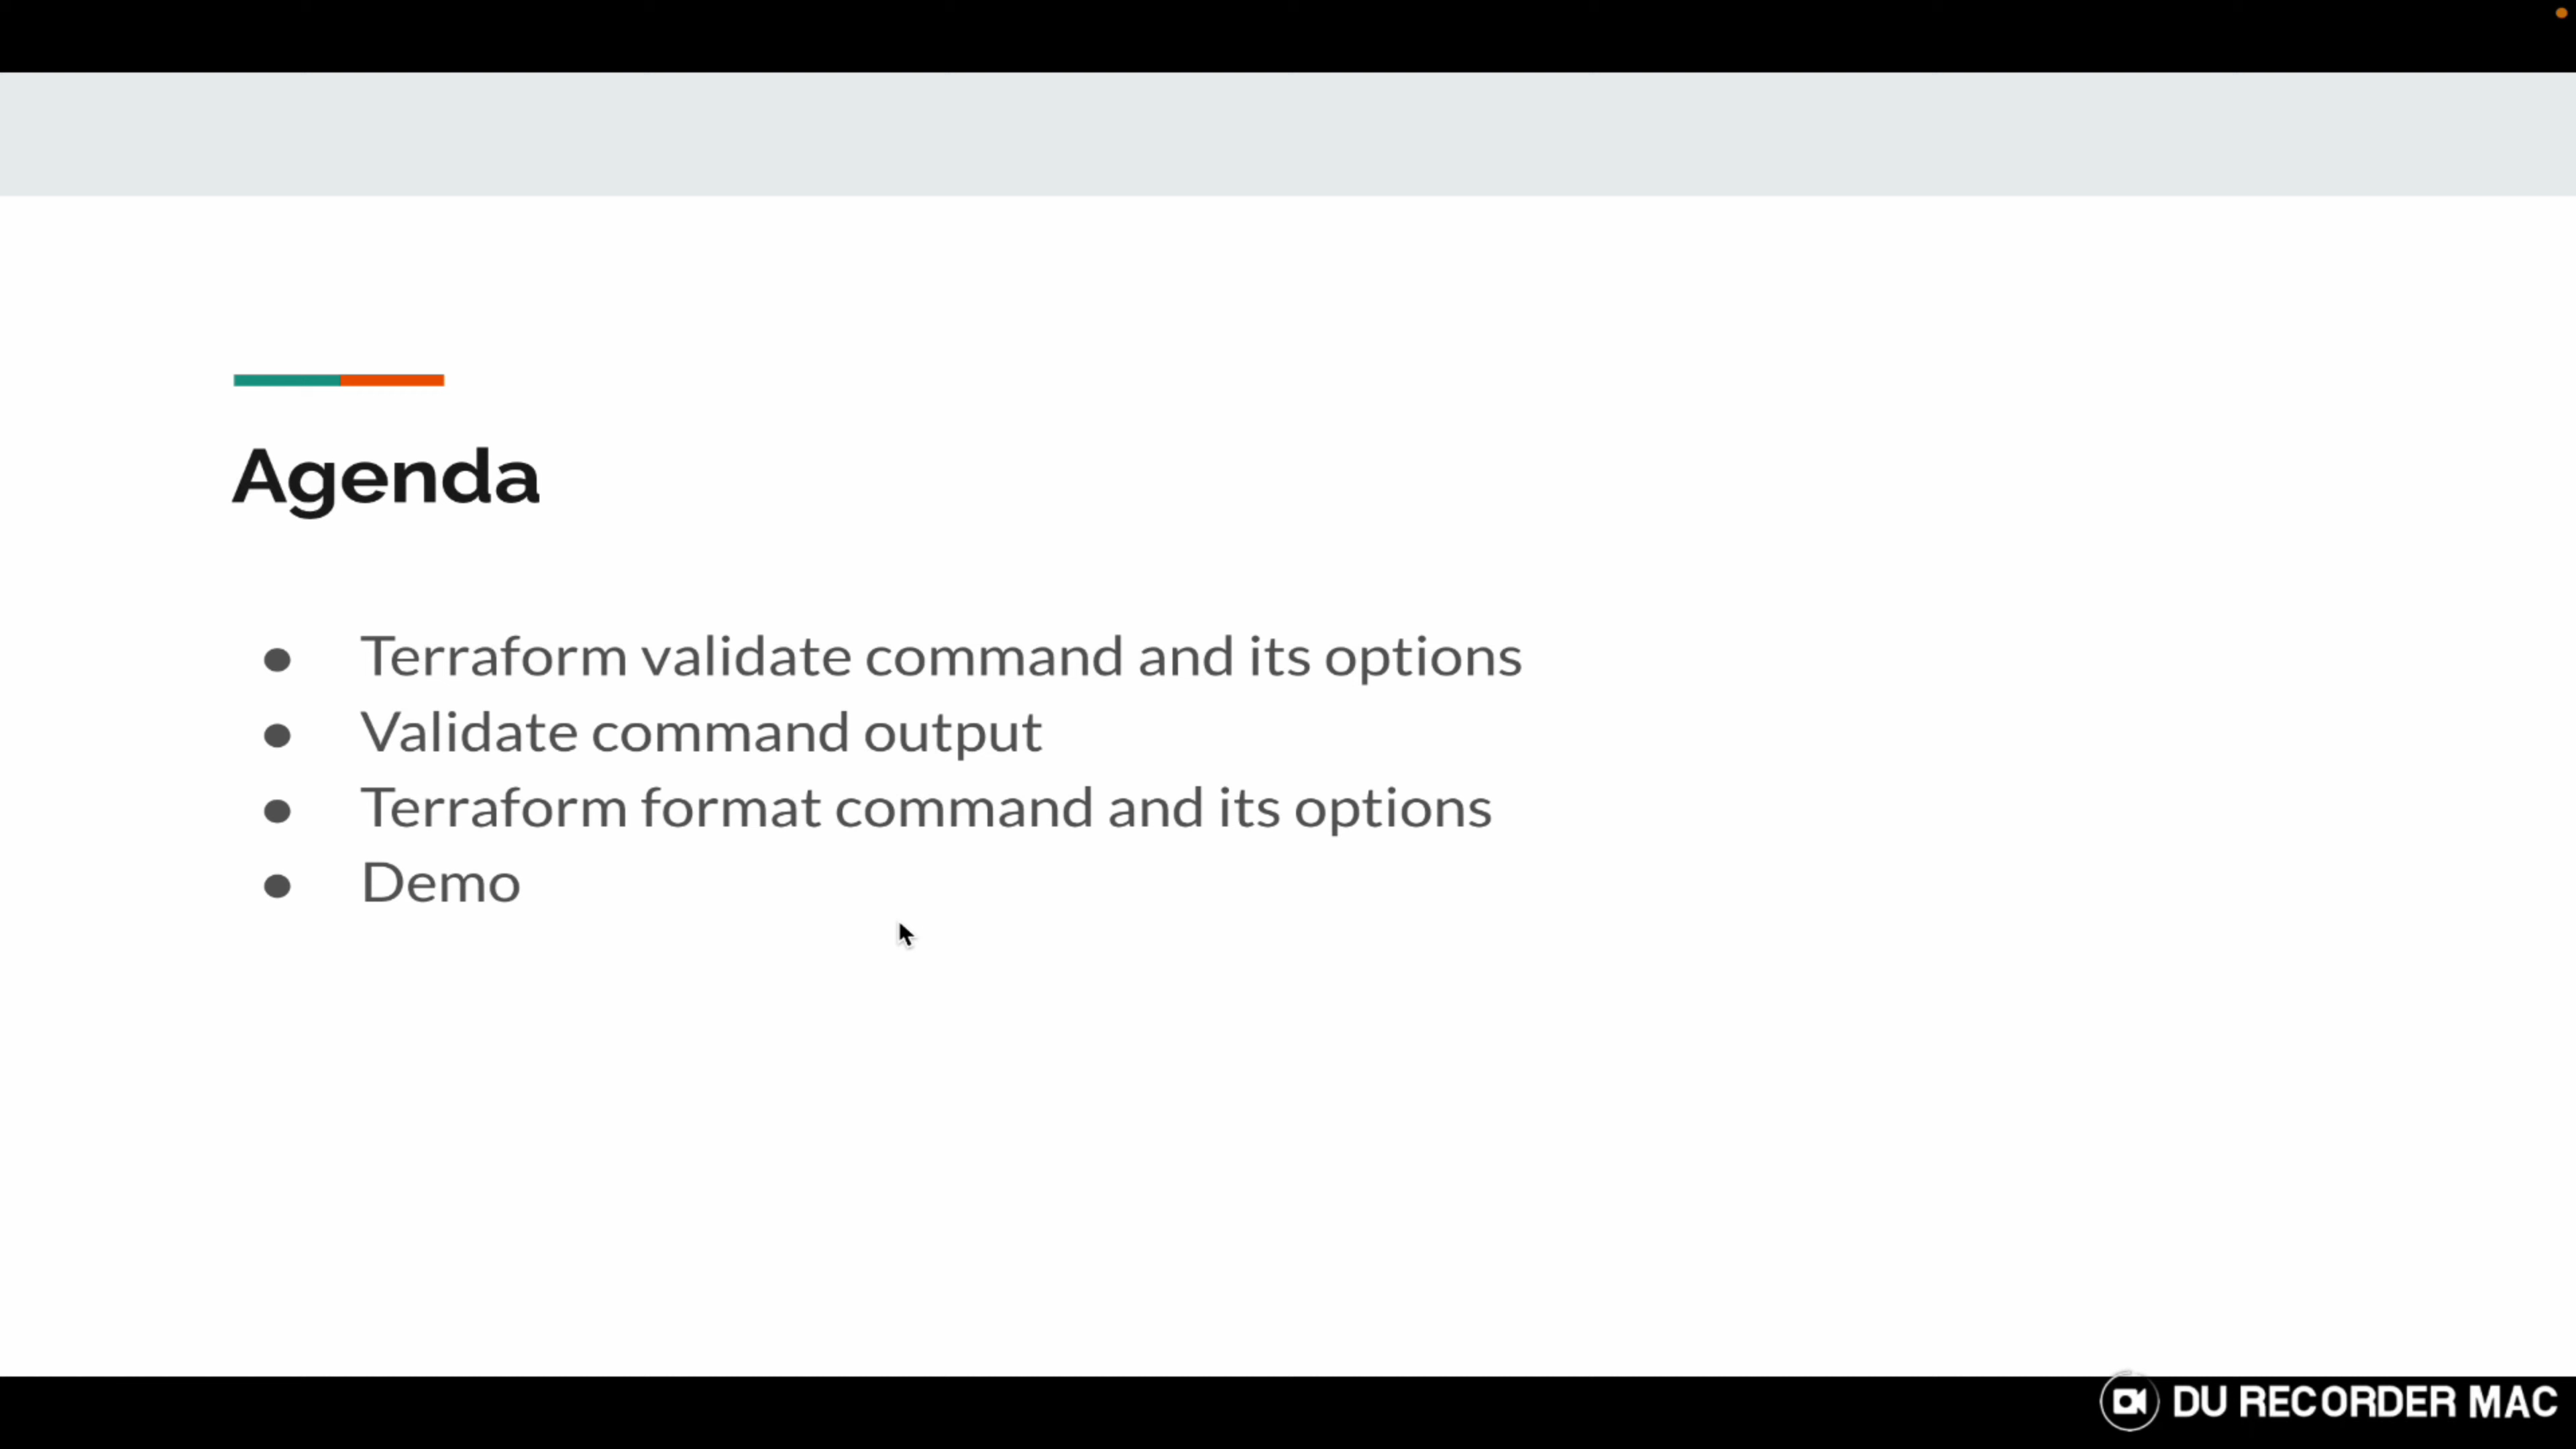 Agenda
● Terraform validate command and its options
● Validate command output
● Terraform format command and its options
● Demo
DU RECORDER MAC